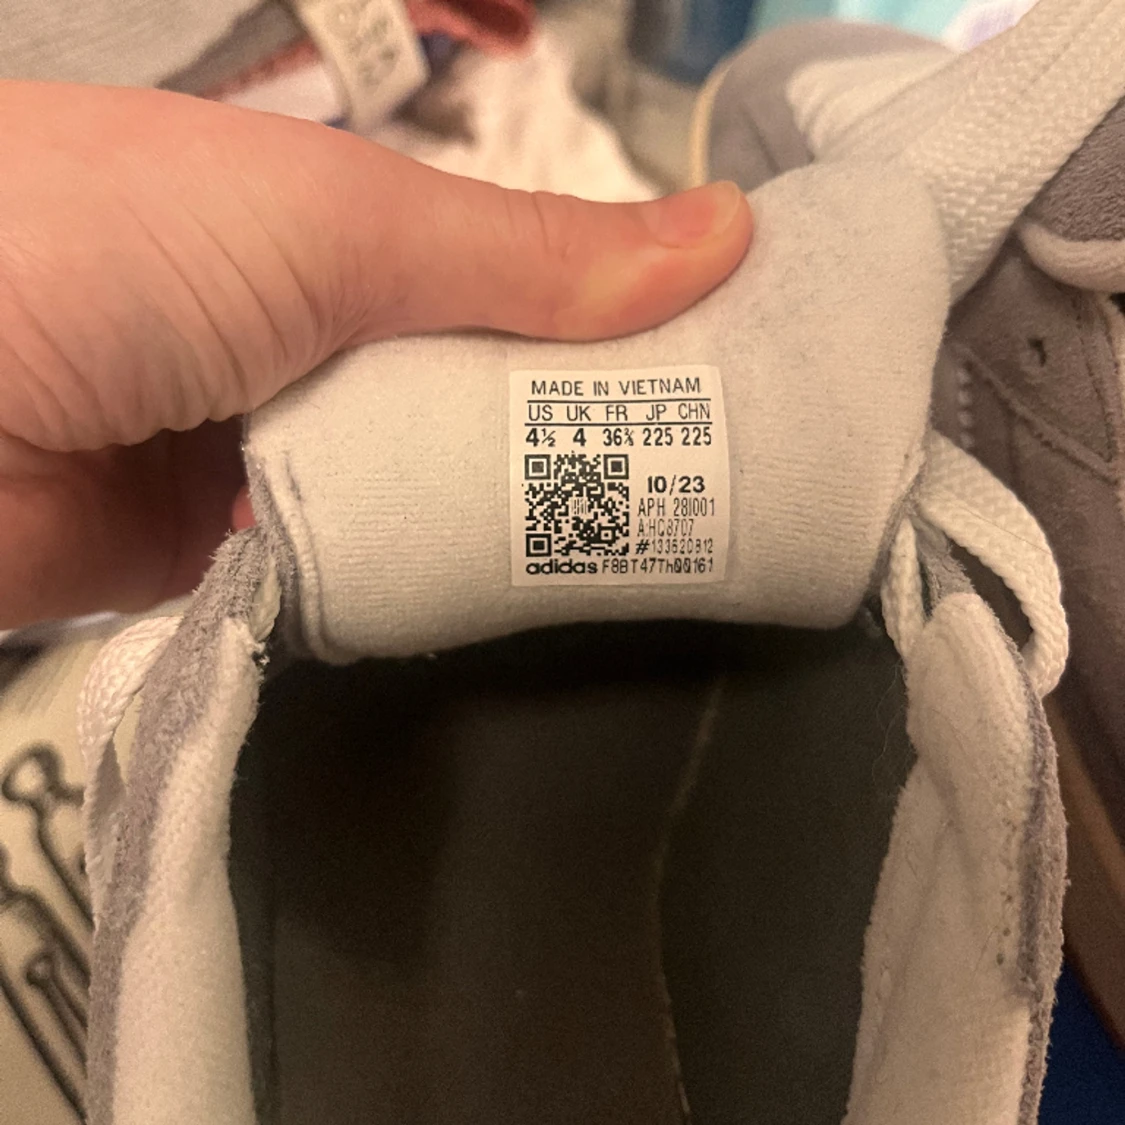 MADE IN VIETNAM
US UK FR JP CHN
4½ 4 36⅔ 225 225
10/23
APH 28I001
A:HQ8707
#133620812
adidas F8BT47Th00161